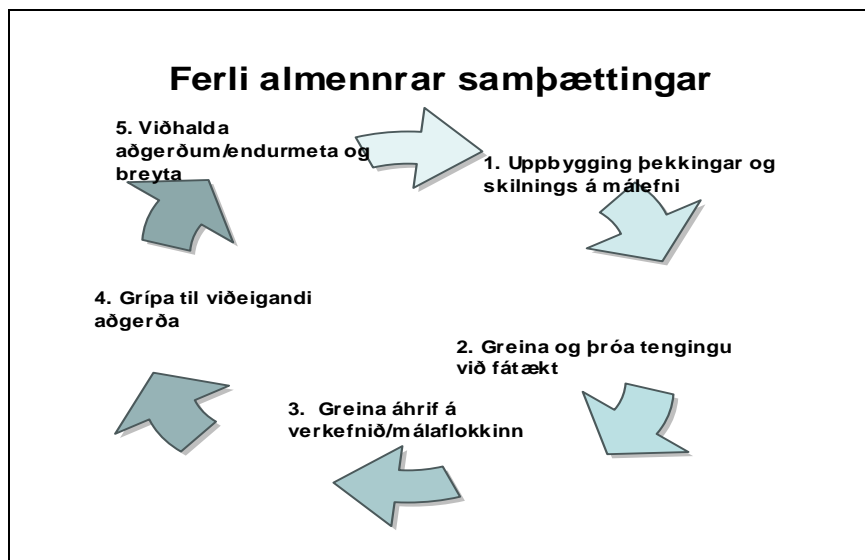 Ferli almennrar samþættingar
5. Viðhalda
aðgerðum/endurmeta og
breyta
1. Uppbygging þekkingar og
skilnings á málefni
2. Greina og þróa tengingu
við fátækt
3. Greina áhrif á
verkefnið/málaflokkinn
4. Grípa til viðeigandi
aðgerða